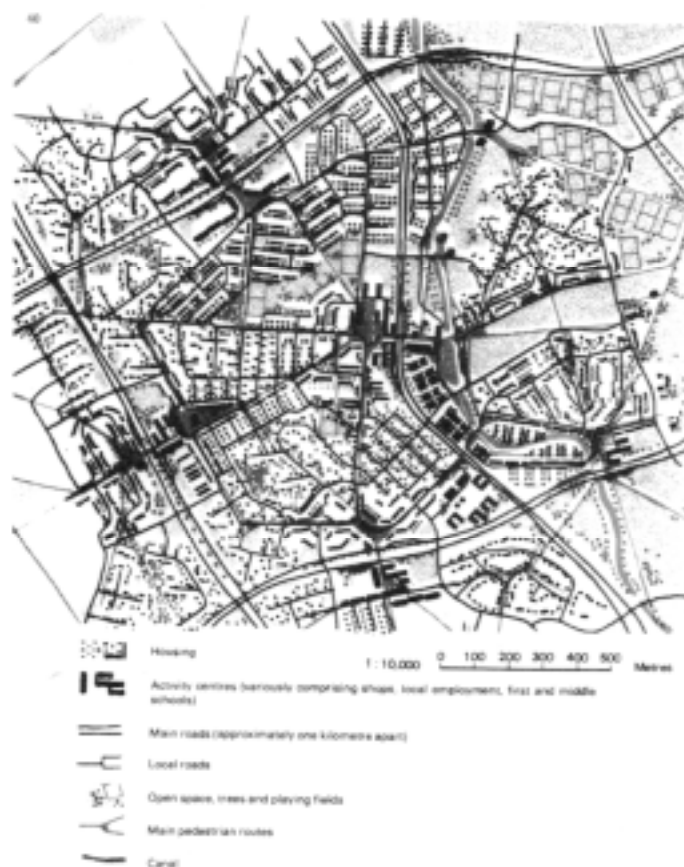 Housing
1 : 10,000 0 100 200 300 400 500 Metres
Activity centres (variously comprising shops, local employment, first and middle
schools)
Main roads (approximately one kilometre apart)
Local roads
Open space, trees and playing fields
Main pedestrian routes
Canal